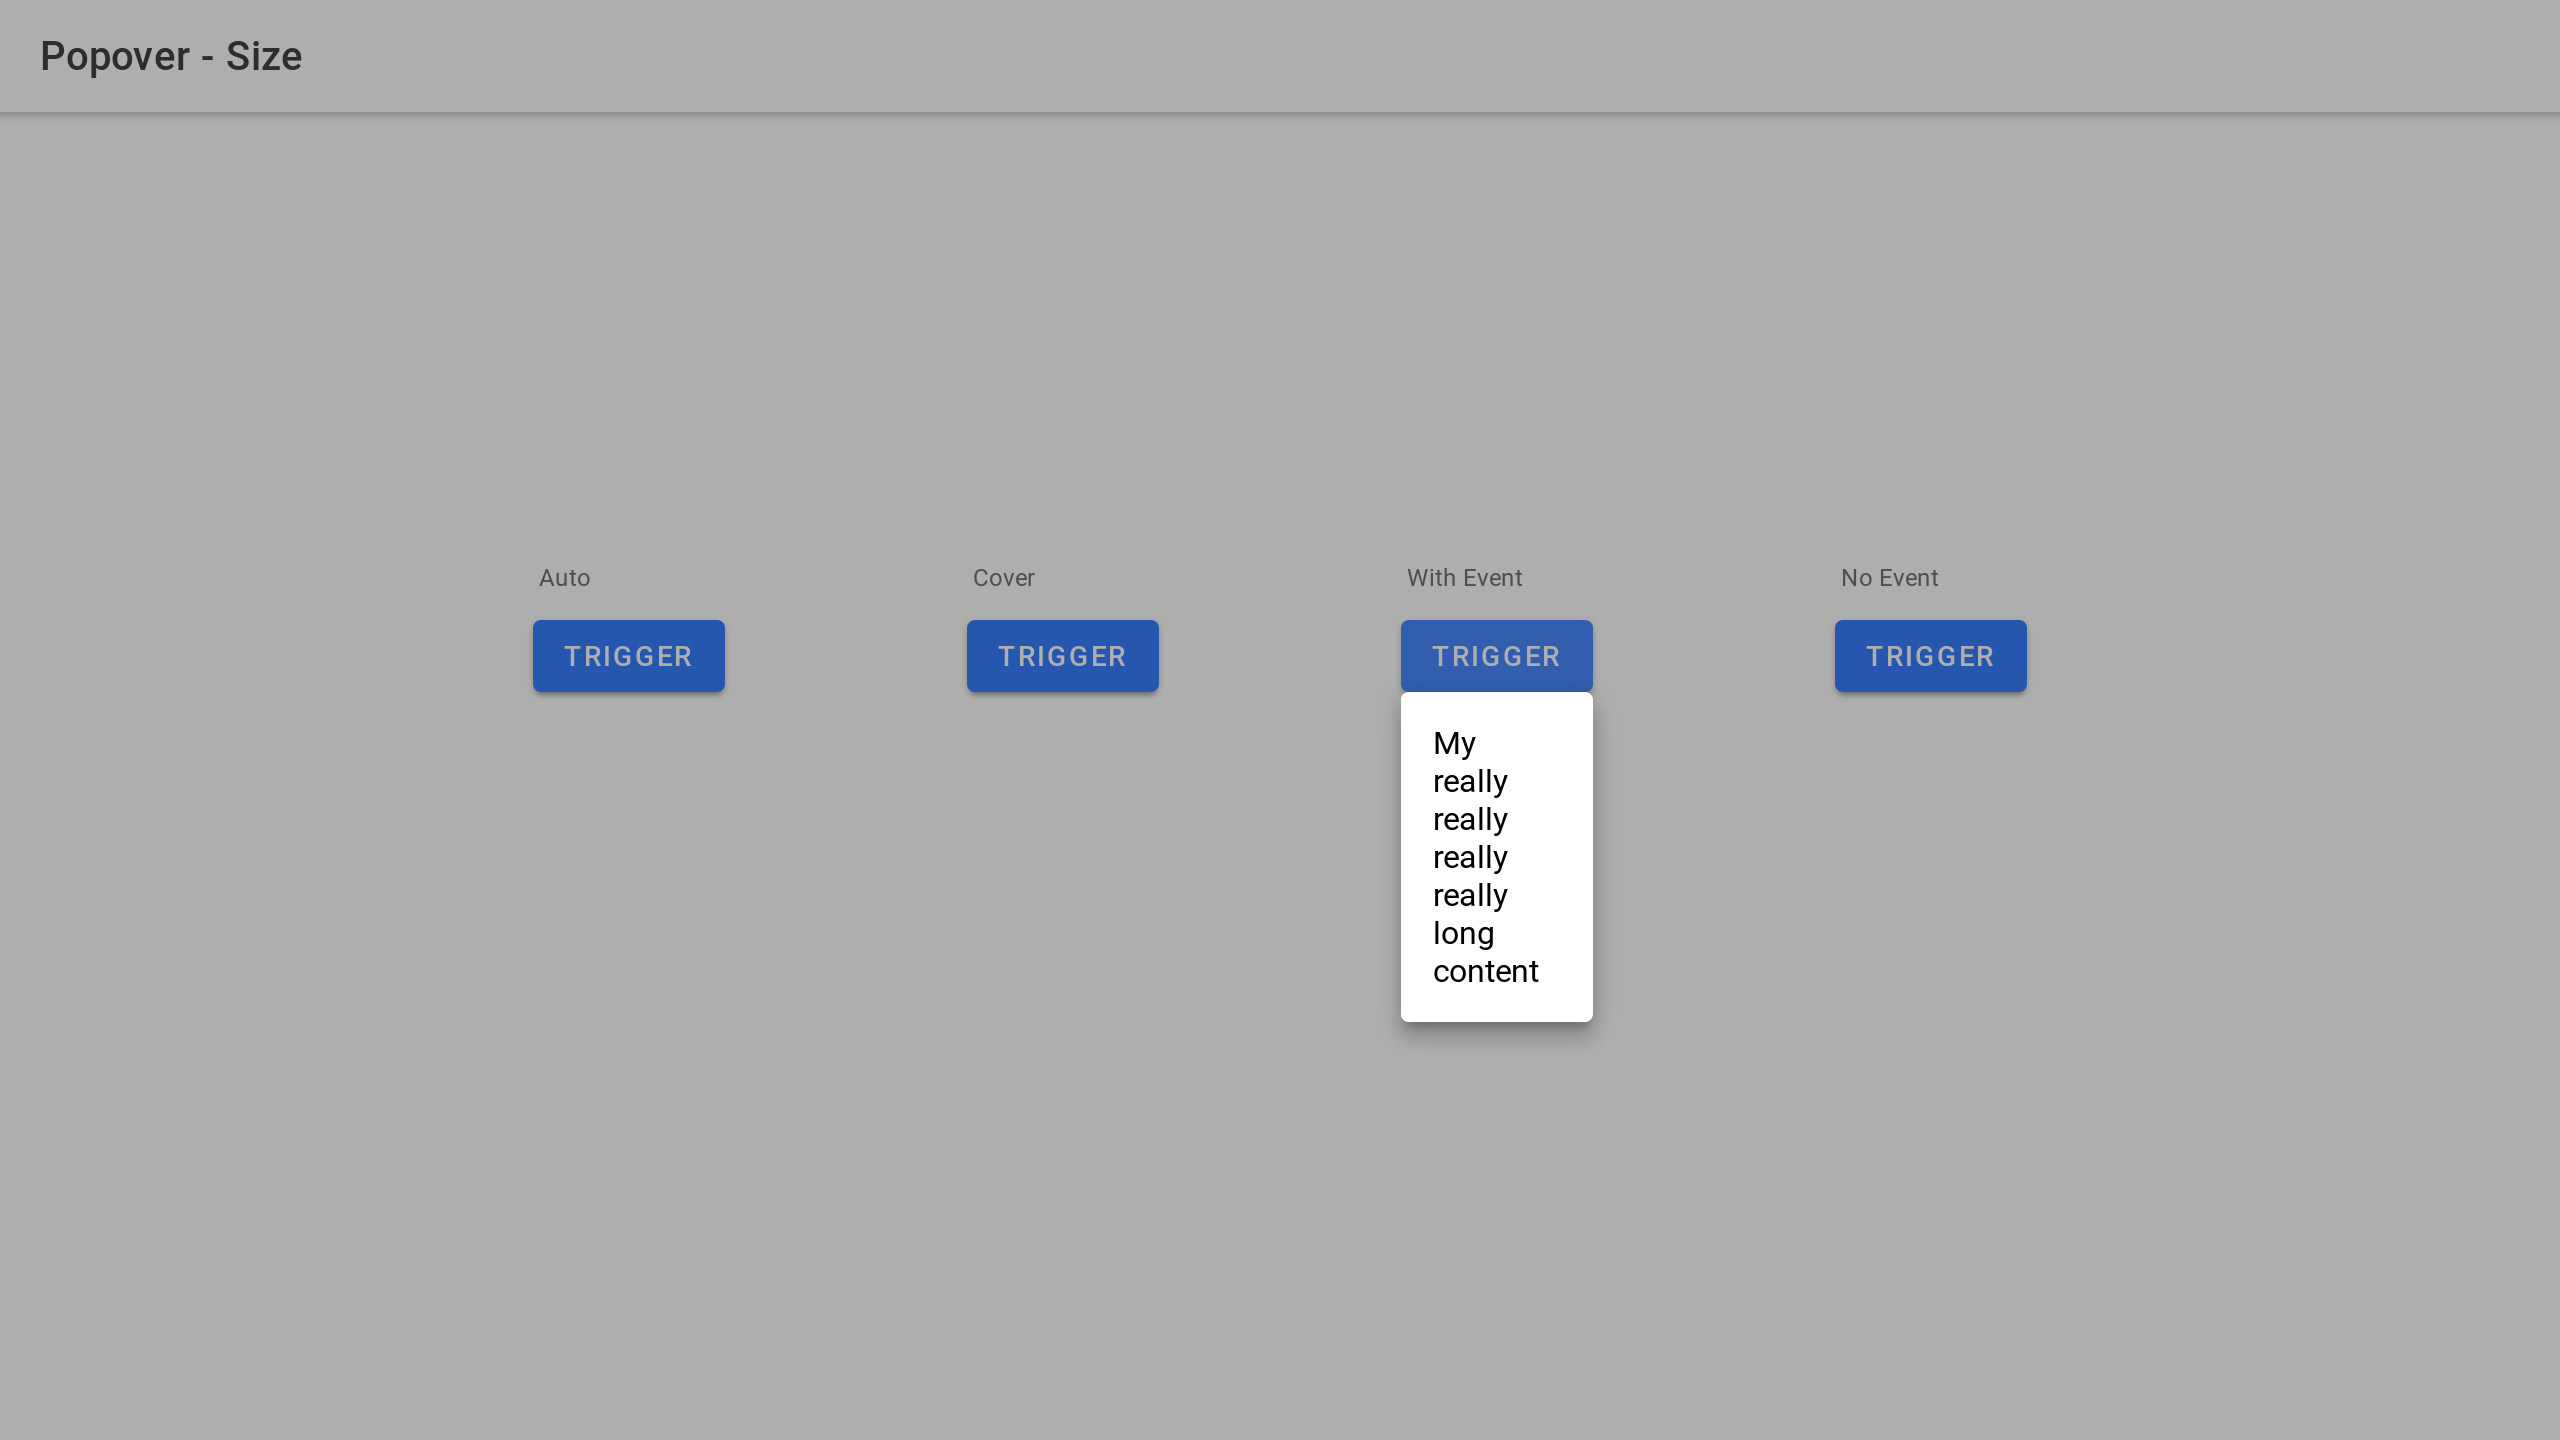 Popover - Size
Auto
Cover
With Event
No Event
TRIGGER
TRIGGER
TRIGGER
TRIGGER
My
really
really
really
really
long
content